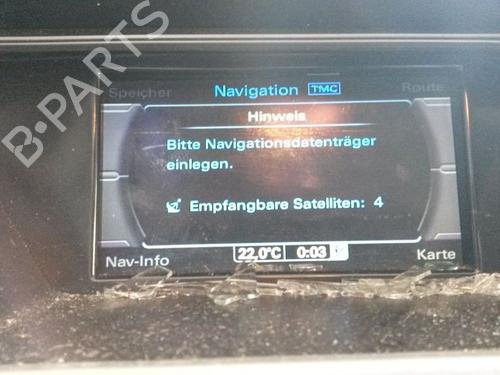 B-PARTS
Speicher Navigation TMC Route
Hinweis
Bitte Navigationsdatenträger
einlegen.
Empfangbare Satelliten: 4
Nav-Info 22,0°C 0:03 Karte